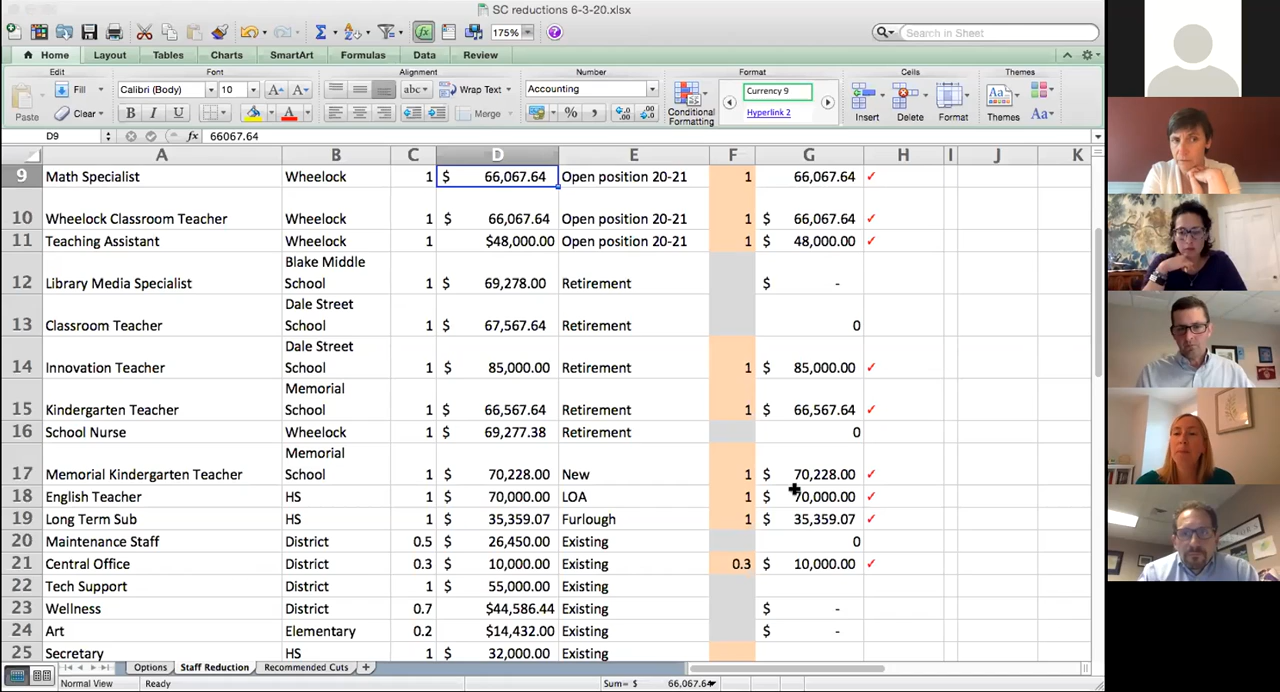 SC reductions 6-3-20.xlsx
175%
Search in Sheet
Home Layout Tables Charts SmartArt Formulas Data Review
Edit Font Alignment Number Format Cells Themes
Fill Calibri (Body) 10 abc Wrap Text Accounting Currency 9
Paste Clear B I U Merge % Conditional Formatting Hyperlink 2 Insert Delete Format Themes Aa
D9 fx 66067.64
A B C D E F G H I J K
9 Math Specialist Wheelock 1 $ 66,067.64 Open position 20-21 1 66,067.64 ✓
10 Wheelock Classroom Teacher Wheelock 1 $ 66,067.64 Open position 20-21 1 $ 66,067.64 ✓
11 Teaching Assistant Wheelock 1 $48,000.00 Open position 20-21 1 $ 48,000.00 ✓
Blake Middle
12 Library Media Specialist School 1 $ 69,278.00 Retirement $ -
Dale Street
13 Classroom Teacher School 1 $ 67,567.64 Retirement 0
Dale Street
14 Innovation Teacher School 1 $ 85,000.00 Retirement 1 $ 85,000.00 ✓
Memorial
15 Kindergarten Teacher School 1 $ 66,567.64 Retirement 1 $ 66,567.64 ✓
16 School Nurse Wheelock 1 $ 69,277.38 Retirement 0
Memorial
17 Memorial Kindergarten Teacher School 1 $ 70,228.00 New 1 $ 70,228.00 ✓
18 English Teacher HS 1 $ 70,000.00 LOA 1 $ 70,000.00 ✓
19 Long Term Sub HS 1 $ 35,359.07 Furlough 1 $ 35,359.07 ✓
20 Maintenance Staff District 0.5 $ 26,450.00 Existing 0
21 Central Office District 0.3 $ 10,000.00 Existing 0.3 $ 10,000.00 ✓
22 Tech Support District 1 $ 55,000.00 Existing
23 Wellness District 0.7 $44,586.44 Existing $ -
24 Art Elementary 0.2 $14,432.00 Existing $ -
25 Secretary HS 1 $ 32,000.00 Existing
Options Staff Reduction Recommended Cuts
Normal View Ready Sum= $ 66,067.64